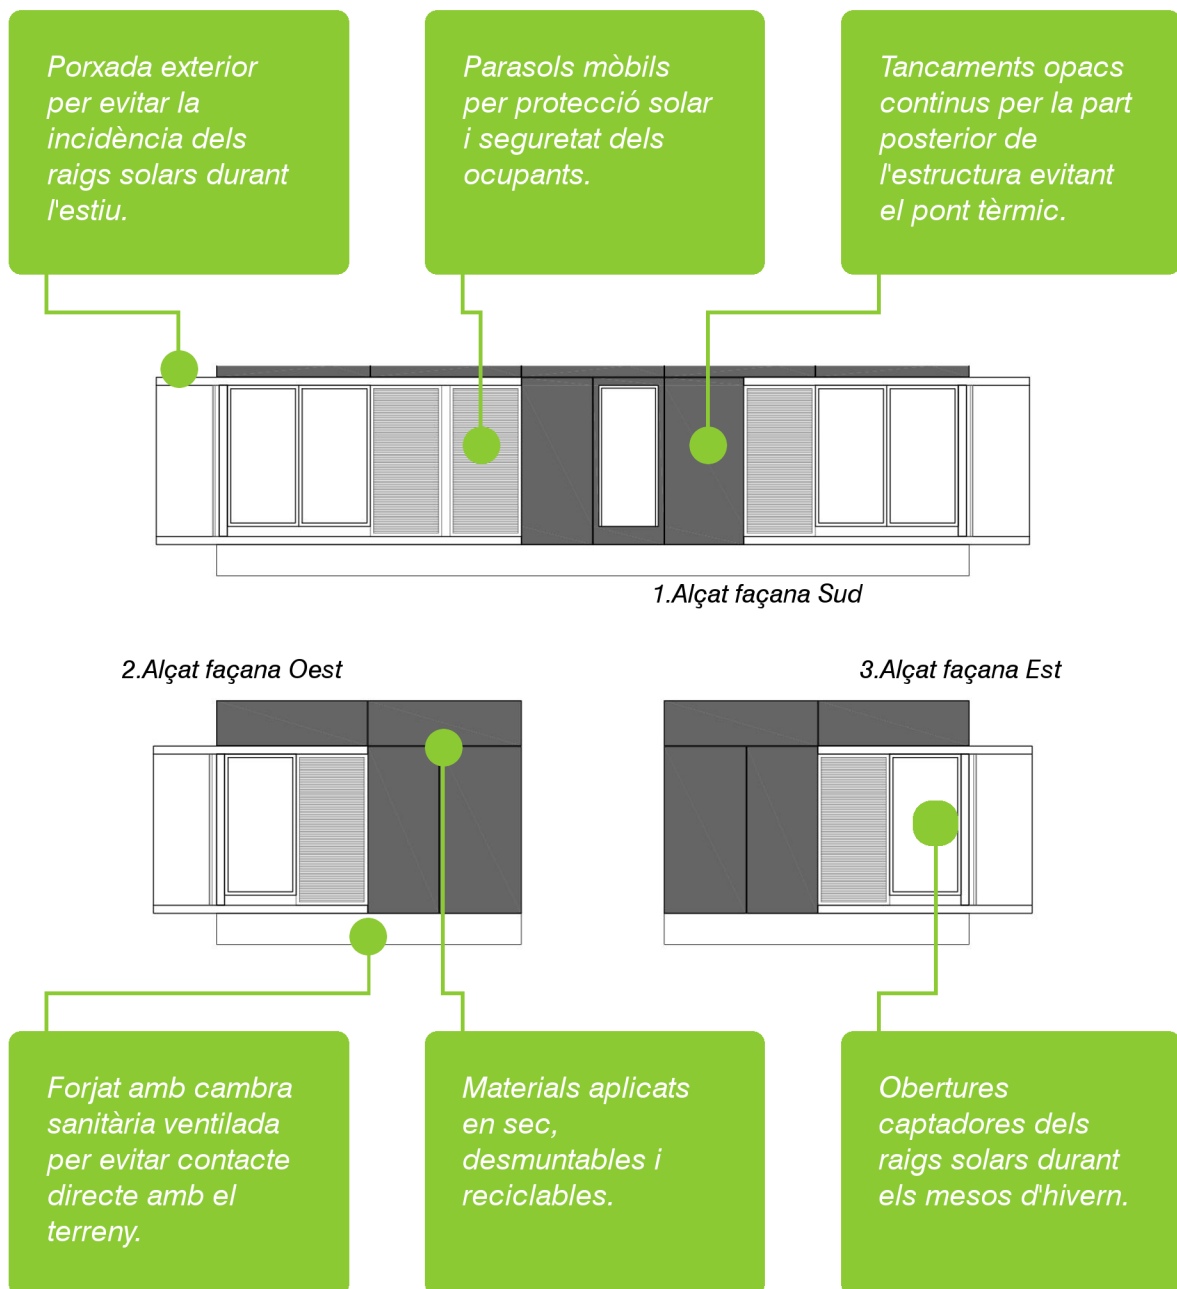 Porxada exterior
per evitar la
incidència dels
raigs solars durant
l'estiu.
Parasols mòbils
per protecció solar
i seguretat dels
ocupants.
Tancaments opacs
continus per la part
posterior de
l'estructura evitant
el pont tèrmic.
1.Alçat façana Sud
2.Alçat façana Oest
3.Alçat façana Est
Forjat amb cambra
sanitària ventilada
per evitar contacte
directe amb el
terreny.
Materials aplicats
en sec,
desmuntables i
reciclables.
Obertures
captadores dels
raigs solars durant
els mesos d'hivern.